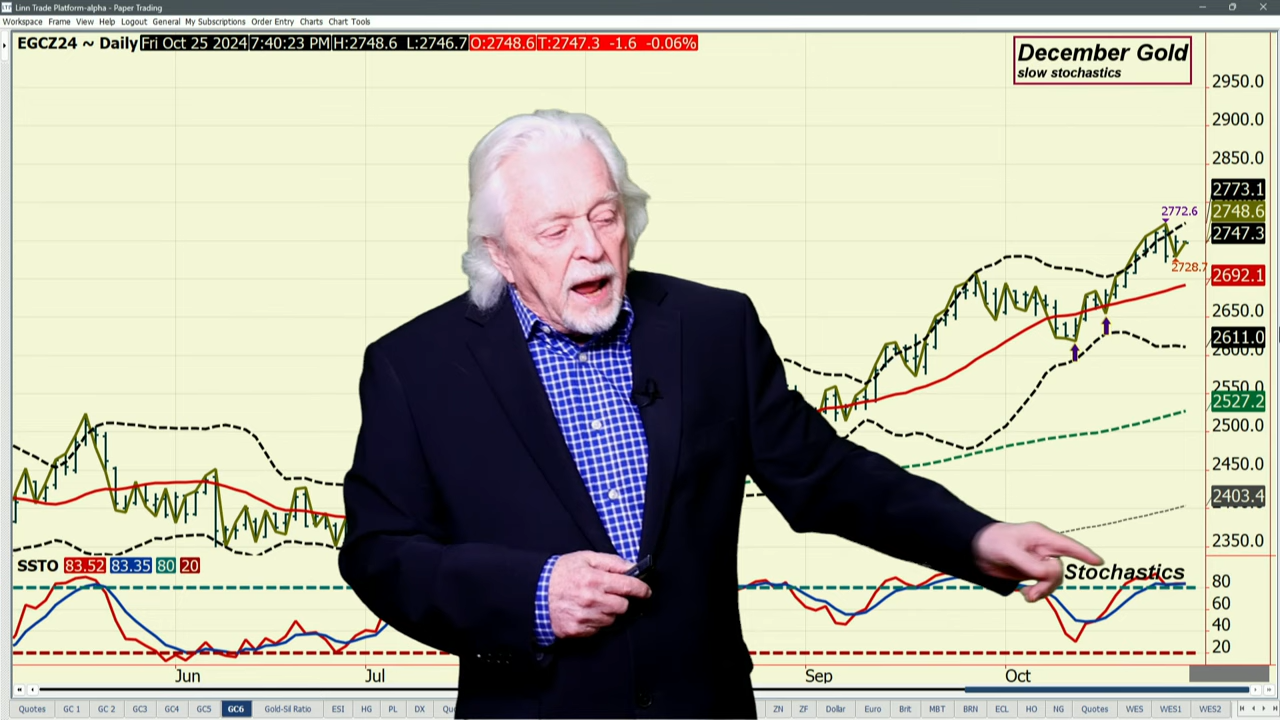 Linn Trade Platform-alpha - Paper Trading
Workspace Frame View Help Logout General My Subscriptions Order Entry Charts Chart Tools
EGCZ24 ~ Daily Fri Oct 25 2024 7:40:23 PM H:2748.6 L:2746.7 O:2748.6 T:2747.3 -1.6 -0.06%
December Gold
slow stochastics
2950.0
2900.0
2850.0
2773.1
2772.6
2748.6
2747.3
2728.7
2692.1
2650.0
2611.0
2600.0
2550.0
2527.2
2500.0
2450.0
2403.4
2350.0
SSTO 83.52 83.35 80 20
Stochastics
80
60
40
20
Jun Jul Sep Oct
Quotes GC 1 GC 2 GC3 GC4 GC5 GC6 Gold-Sil Ratio ESI HG PL DX ZN ZF Dollar Euro Brit MBT BRN ECL HO NG Quotes WES WES1 WES2